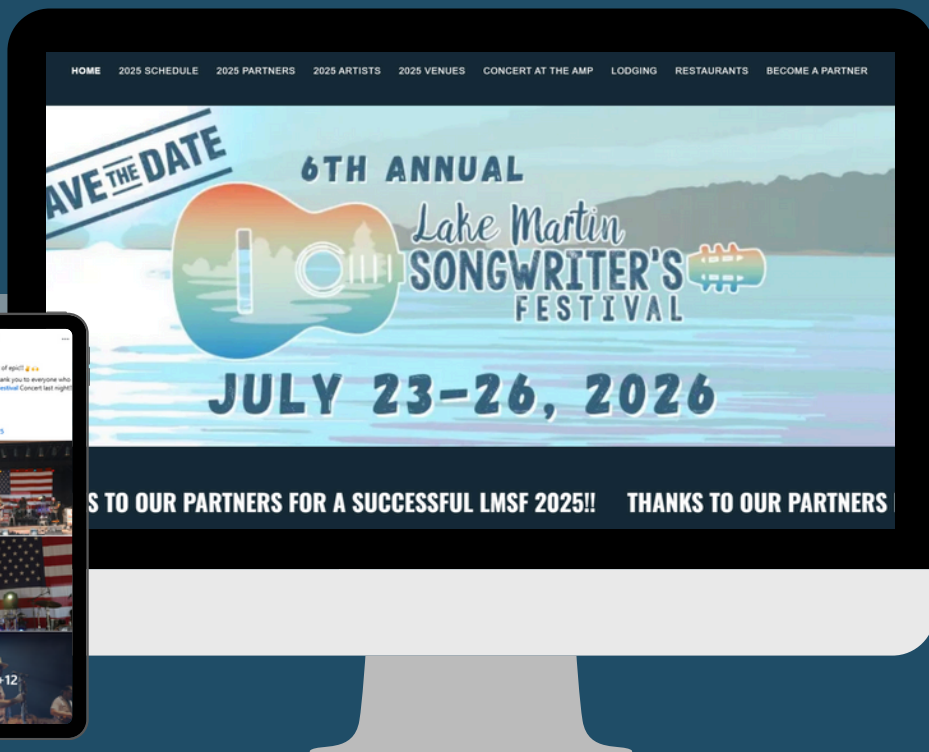 HOME 2025 SCHEDULE 2025 PARTNERS 2025 ARTISTS 2025 VENUES CONCERT AT THE AMP LODGING RESTAURANTS BECOME A PARTNER
AVE THE DATE
6TH ANNUAL
Lake Martin
SONGWRITER'S
FESTIVAL
JULY 23-26, 2026
S TO OUR PARTNERS FOR A SUCCESSFUL LMSF 2025!! THANKS TO OUR PARTNERS
of epic!!
ank you to everyone who
estival Concert last night!
5
+12